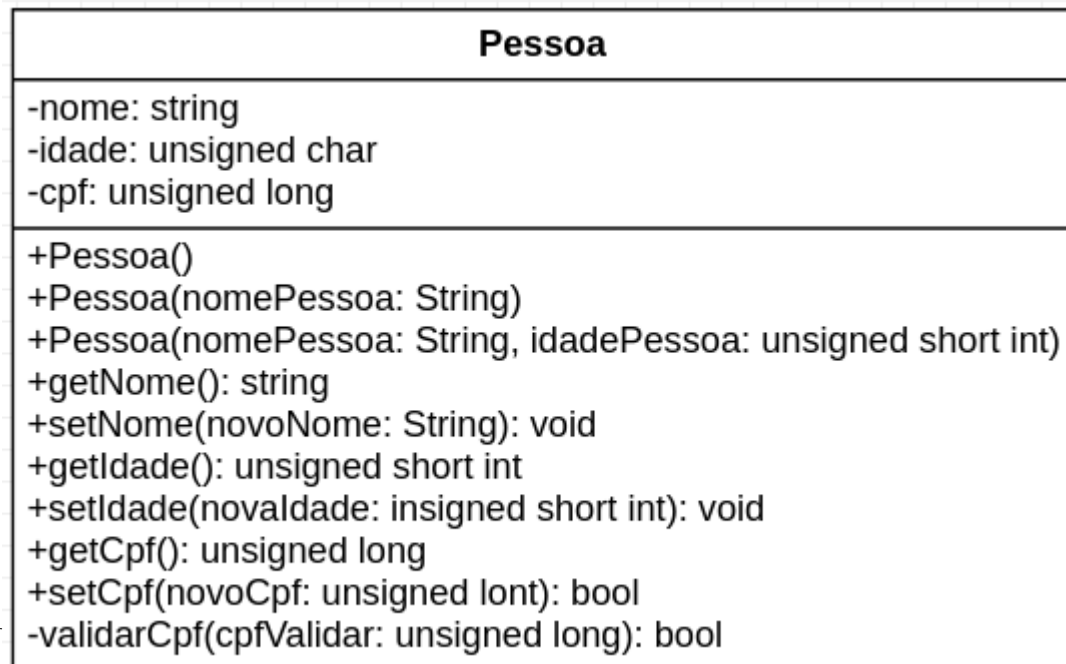 Pessoa
-nome: string
-idade: unsigned char
-cpf: unsigned long
+Pessoa()
+Pessoa(nomePessoa: String)
+Pessoa(nomePessoa: String, idadePessoa: unsigned short int)
+getNome(): string
+setNome(novoNome: String): void
+getIdade(): unsigned short int
+setIdade(novaIdade: insigned short int): void
+getCpf(): unsigned long
+setCpf(novoCpf: unsigned lont): bool
-validarCpf(cpfValidar: unsigned long): bool